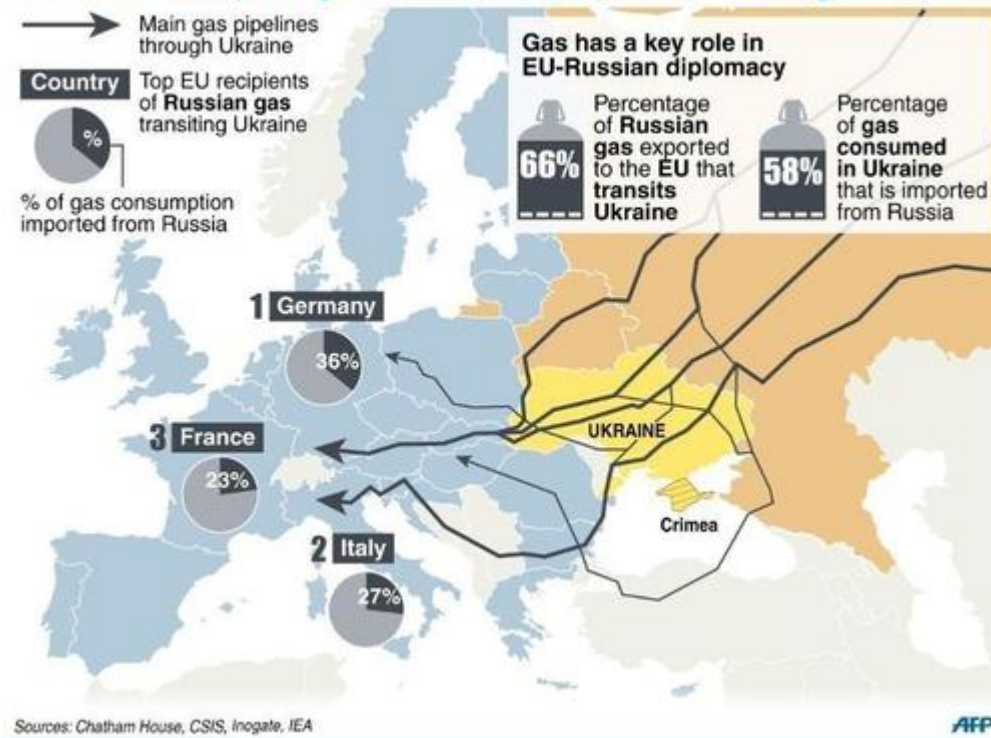 Main gas pipelines
through Ukraine
Country
Top EU recipients
of Russian gas
transiting Ukraine
%
% of gas consumption
imported from Russia
Gas has a key role in
EU-Russian diplomacy
66%
Percentage
of Russian
gas exported
to the EU that
transits
Ukraine
58%
Percentage
of gas
consumed
in Ukraine
that is imported
from Russia
1 Germany
36%
3 France
23%
2 Italy
27%
UKRAINE
Crimea
Sources: Chatham House, CSIS, Inogate, IEA
AFP